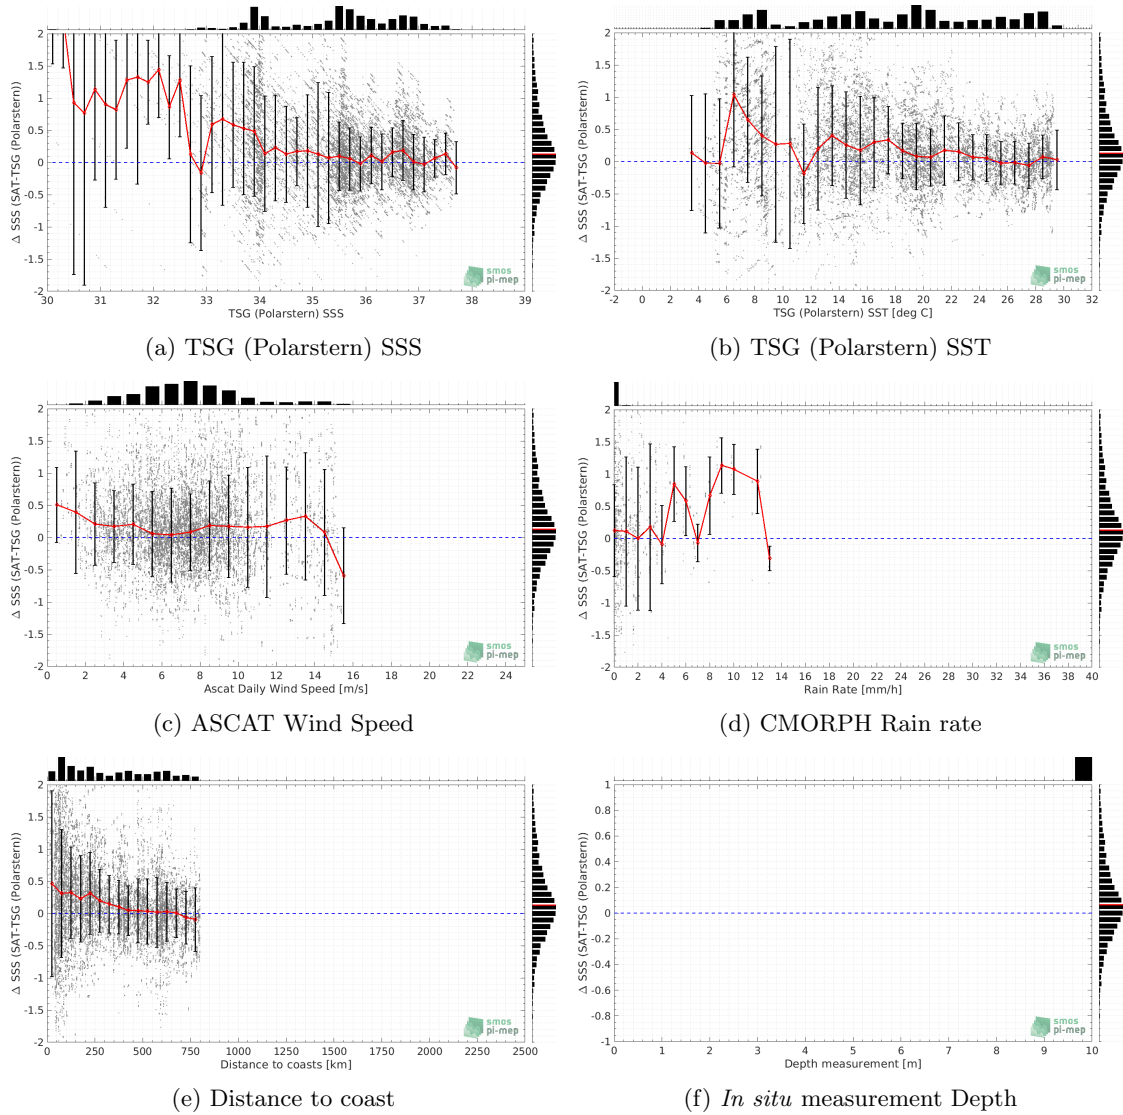 Δ SSS (SAT-TSG (Polarstern))
2
1.5
1
0.5
0
-0.5
-1
-1.5
-2
30 31 32 33 34 35 36 37 38 39
TSG (Polarstern) SSS
smos
pi-mep
(a) TSG (Polarstern) SSS
Δ SSS (SAT-TSG (Polarstern))
2
1.5
1
0.5
0
-0.5
-1
-1.5
-2
-2 0 2 4 6 8 10 12 14 16 18 20 22 24 26 28 30 32
TSG (Polarstern) SST [deg C]
smos
pi-mep
(b) TSG (Polarstern) SST
Δ SSS (SAT-TSG (Polarstern))
2
1.5
1
0.5
0
-0.5
-1
-1.5
-2
0 2 4 6 8 10 12 14 16 18 20 22 24
Ascat Daily Wind Speed [m/s]
smos
pi-mep
(c) ASCAT Wind Speed
Δ SSS (SAT-TSG (Polarstern))
2
1.5
1
0.5
0
-0.5
-1
-1.5
-2
0 2 4 6 8 10 12 14 16 18 20 22 24 26 28 30 32 34 36 38 40
Rain Rate [mm/h]
smos
pi-mep
(d) CMORPH Rain rate
Δ SSS (SAT-TSG (Polarstern))
2
1.5
1
0.5
0
-0.5
-1
-1.5
-2
0 250 500 750 1000 1250 1500 1750 2000 2250 2500
Distance to coasts [km]
smos
pi-mep
(e) Distance to coast
Δ SSS (SAT-TSG (Polarstern))
1
0.8
0.6
0.4
0.2
0
-0.2
-0.4
-0.6
-0.8
-1
0 1 2 3 4 5 6 7 8 9 10
Depth measurement [m]
smos
pi-mep
(f) In situ measurement Depth